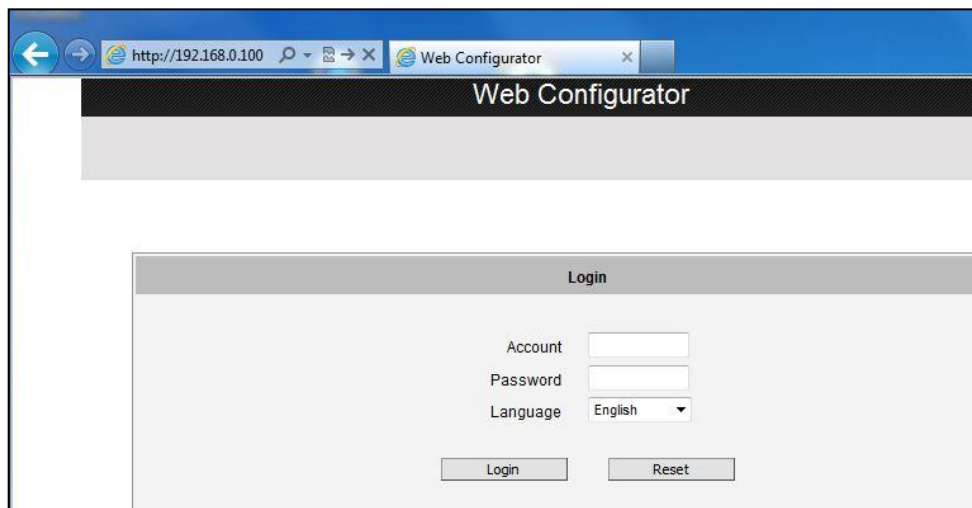 http://192.168.0.100
Web Configurator
Web Configurator
Login
Account
Password
Language English
Login Reset